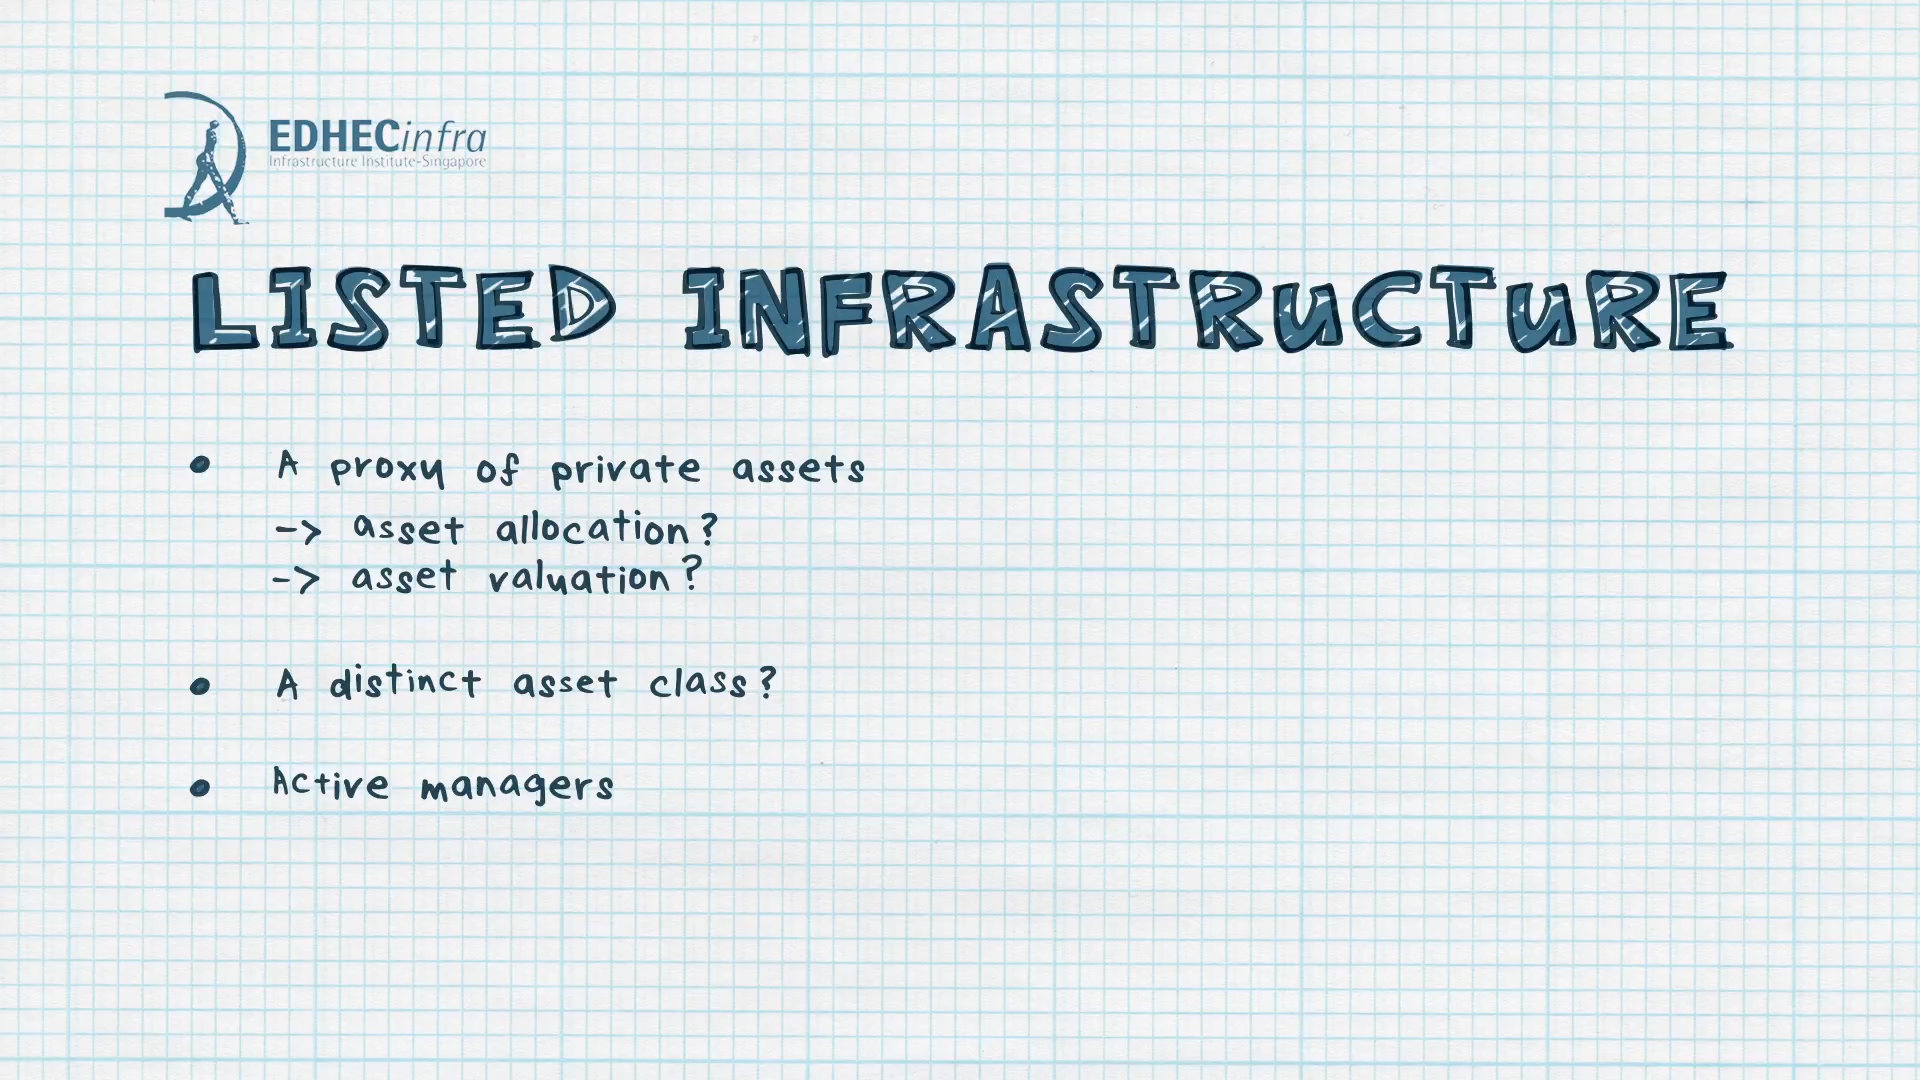 EDHECinfra
Infrastructure Institute-Singapore
LISTED INFRASTRUCTURE
• A proxy of private assets
-> asset allocation?
-> asset valuation?
• A distinct asset class?
• Active managers